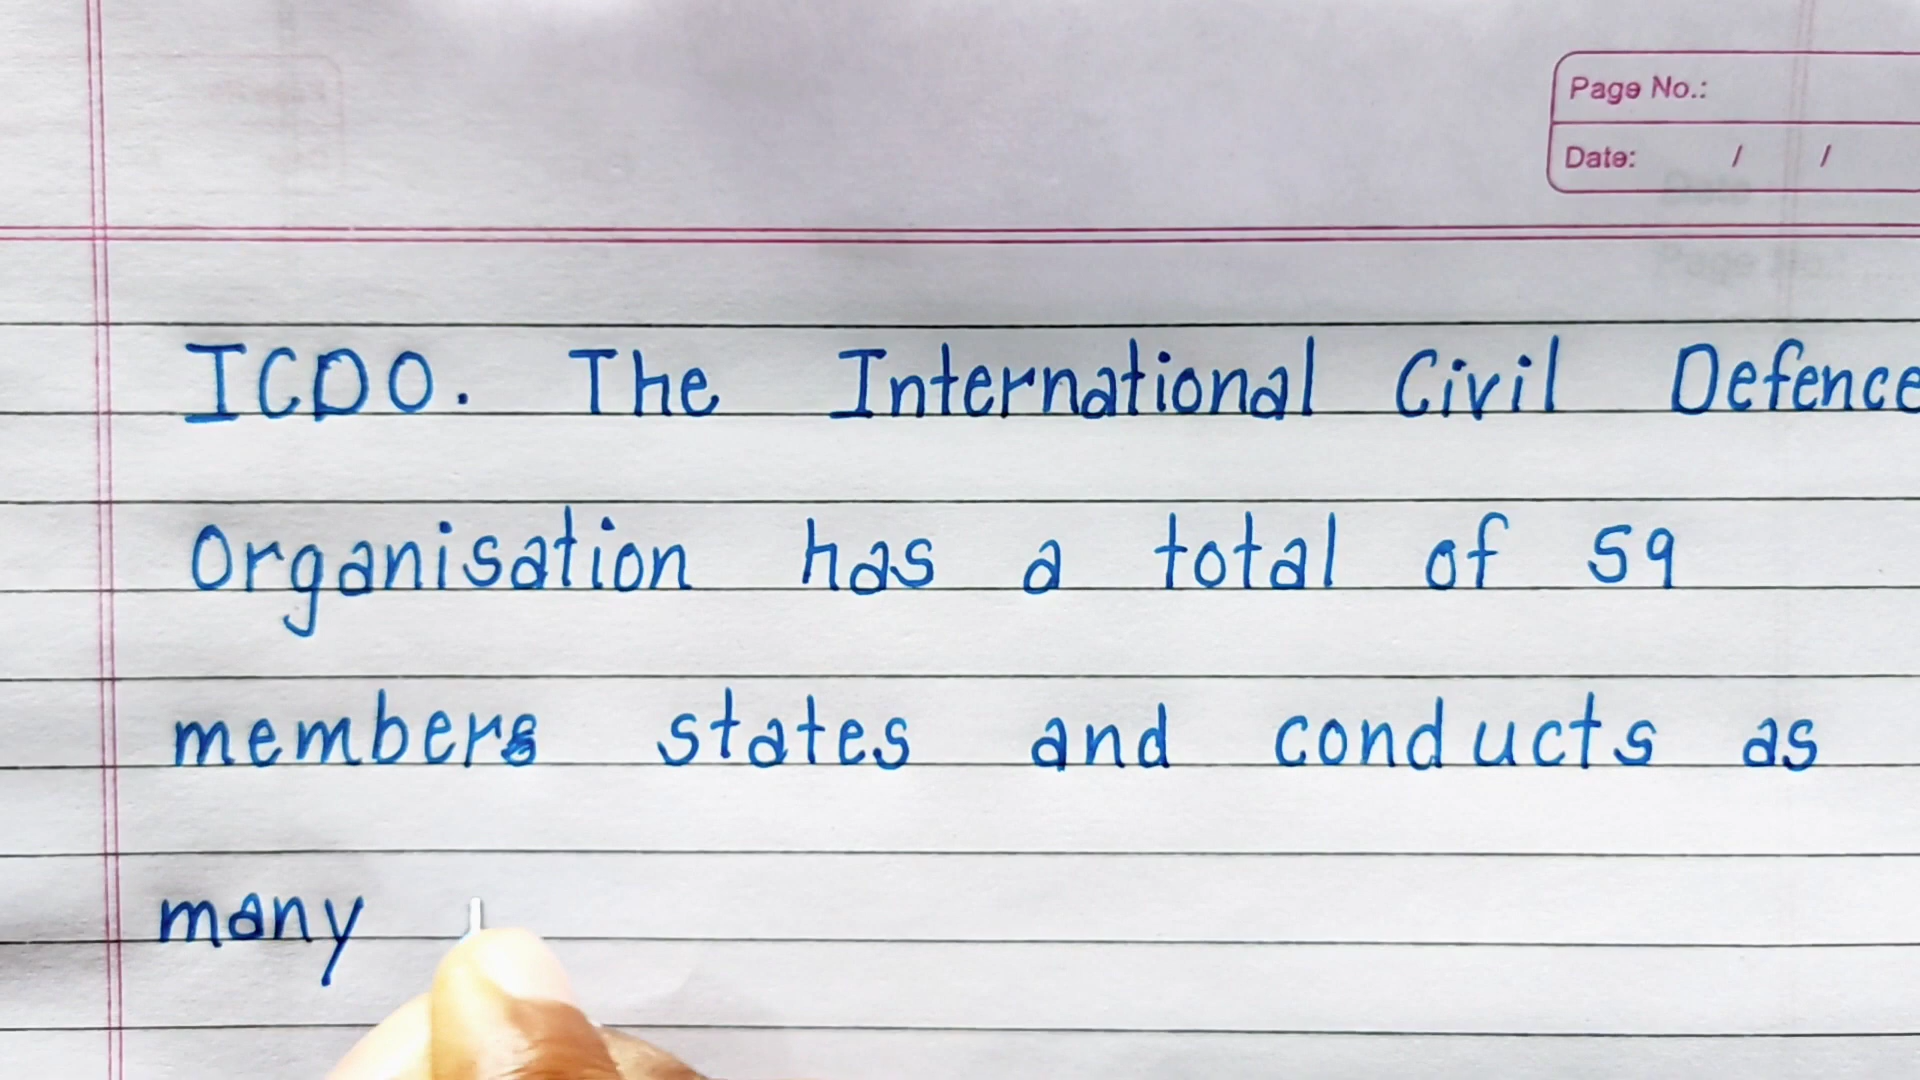 Page No.:
Date: / /
ICDO. The International Civil Defence
Organisation has a total of 59
members states and conducts as
many